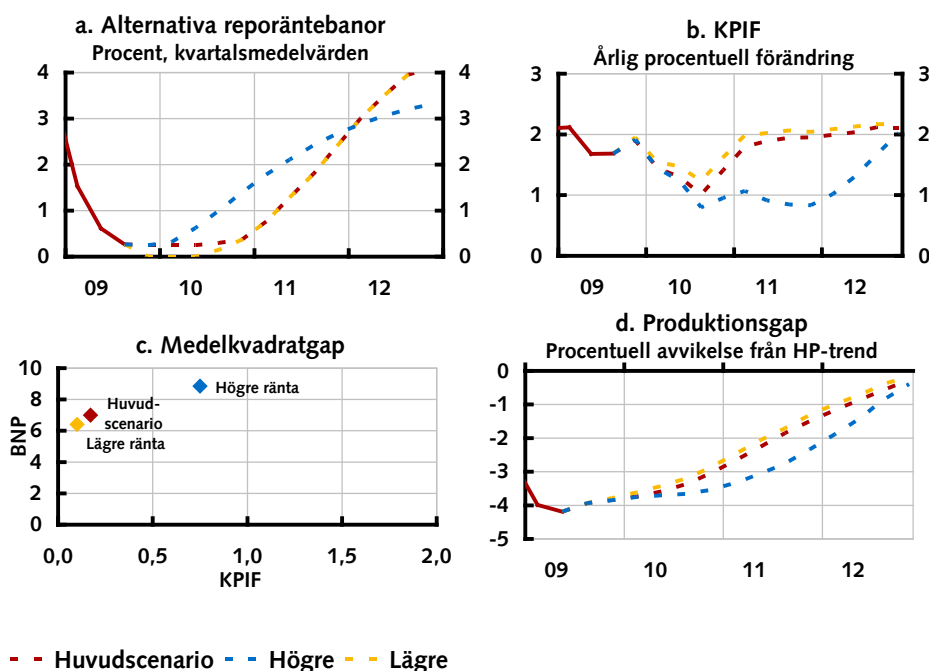 a. Alternativa reporäntebanor
Procent, kvartalsmedelvärden
4 4
3 3
2 2
1 1
0 0
09 10 11 12
b. KPIF
Årlig procentuell förändring
3 3
2 2
1 1
0 0
09 10 11 12
c. Medelkvadratgap
BNP
10
8
6
4
2
0
Högre ränta
Huvud-
scenario
Lägre ränta
0,0 0,5 1,0 1,5 2,0
KPIF
d. Produktionsgap
Procentuell avvikelse från HP-trend
0
-1
-2
-3
-4
-5
09 10 11 12
Huvudscenario Högre Lägre